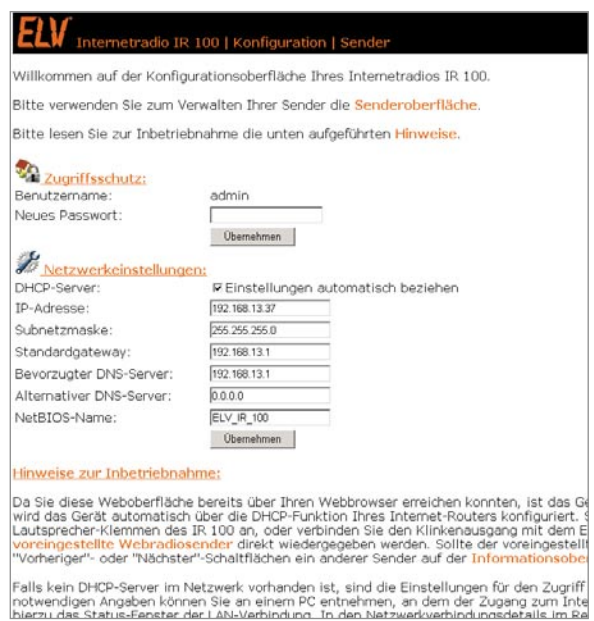 ELV Internetradio IR 100 | Konfiguration | Sender
Willkommen auf der Konfigurationsoberfläche Ihres Internetradios IR 100.
Bitte verwenden Sie zum Verwalten Ihrer Sender die Senderoberfläche.
Bitte lesen Sie zur Inbetriebnahme die unten aufgeführten Hinweise.
Zugriffsschutz:
Benutzername: admin
Neues Passwort:
Übernehmen
Netzwerkeinstellungen:
DHCP-Server: Einstellungen automatisch beziehen
IP-Adresse: 192.168.13.37
Subnetzmaske: 255.255.255.0
Standardgateway: 192.168.13.1
Bevorzugter DNS-Server: 192.168.13.1
Alternativer DNS-Server: 0.0.0.0
NetBIOS-Name: ELV_IR_100
Übernehmen
Hinweise zur Inbetriebnahme:
Da Sie diese Weboberfläche bereits über Ihren Webbrowser erreichen konnten, ist das Ge
wird das Gerät automatisch über die DHCP-Funktion Ihres Internet-Routers konfiguriert. S
Lautsprecher-Klemmen des IR 100 an, oder verbinden Sie den Klinkenausgang mit dem E
voreingestellte Webradiosender direkt wiedergegeben werden. Sollte der voreingestell
"Vorheriger"- oder "Nächster"-Schaltflächen ein anderer Sender auf der Informationsobe
Falls kein DHCP-Server im Netzwerk vorhanden ist, sind die Einstellungen für den Zugriff
notwendigen Angaben können Sie an einem PC entnehmen, an dem der Zugang zum Inte
hierzu das Status-Fenster der LAN-Verbindung. In den Netzwerkverbindungsdetails im Re